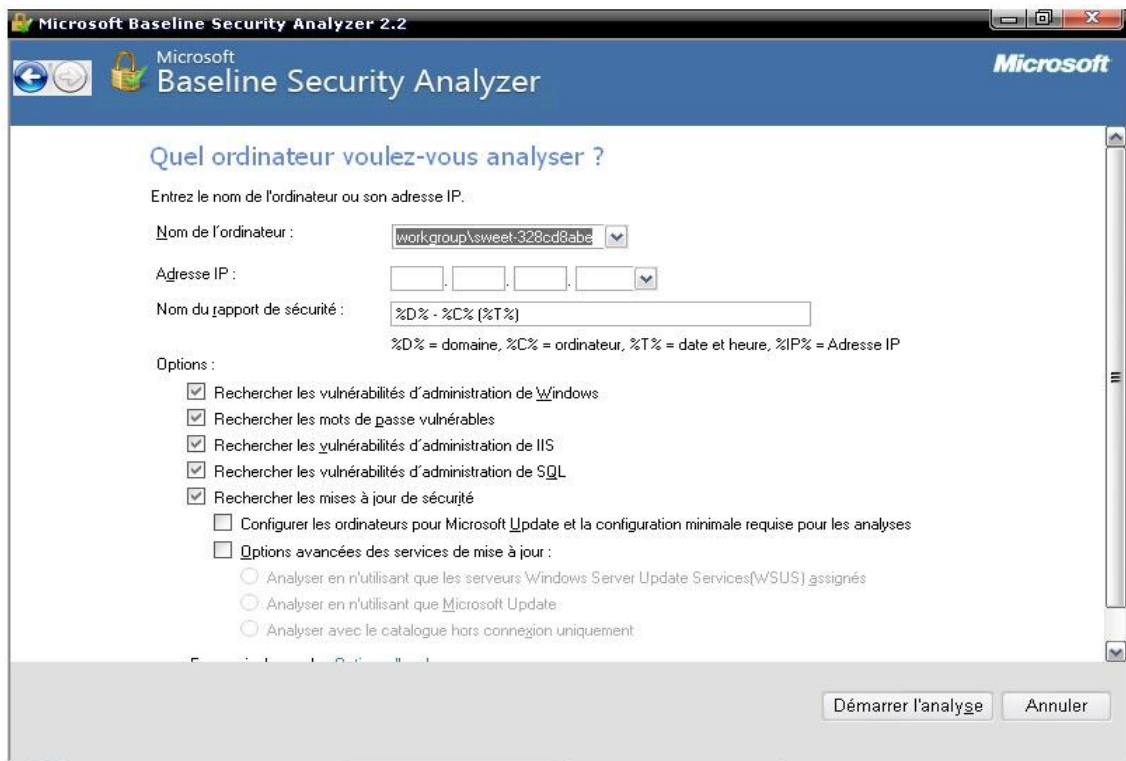 Microsoft Baseline Security Analyzer 2.2
Microsoft
Baseline Security Analyzer
Microsoft
Quel ordinateur voulez-vous analyser ?
Entrez le nom de l'ordinateur ou son adresse IP.
Nom de l'ordinateur :
workgroup\sweet-328cd8abe
Adresse IP :
. . .
Nom du rapport de sécurité :
%D% - %C% (%T%)
%D% = domaine, %C% = ordinateur, %T% = date et heure, %IP% = Adresse IP
Options :
Rechercher les vulnérabilités d'administration de Windows
Rechercher les mots de passe vulnérables
Rechercher les vulnérabilités d'administration de IIS
Rechercher les vulnérabilités d'administration de SQL
Rechercher les mises à jour de sécurité
Configurer les ordinateurs pour Microsoft Update et la configuration minimale requise pour les analyses
Options avancées des services de mise à jour :
Analyser en n'utilisant que les serveurs Windows Server Update Services(WSUS) assignés
Analyser en n'utilisant que Microsoft Update
Analyser avec le catalogue hors connexion uniquement
Démarrer l'analyse
Annuler